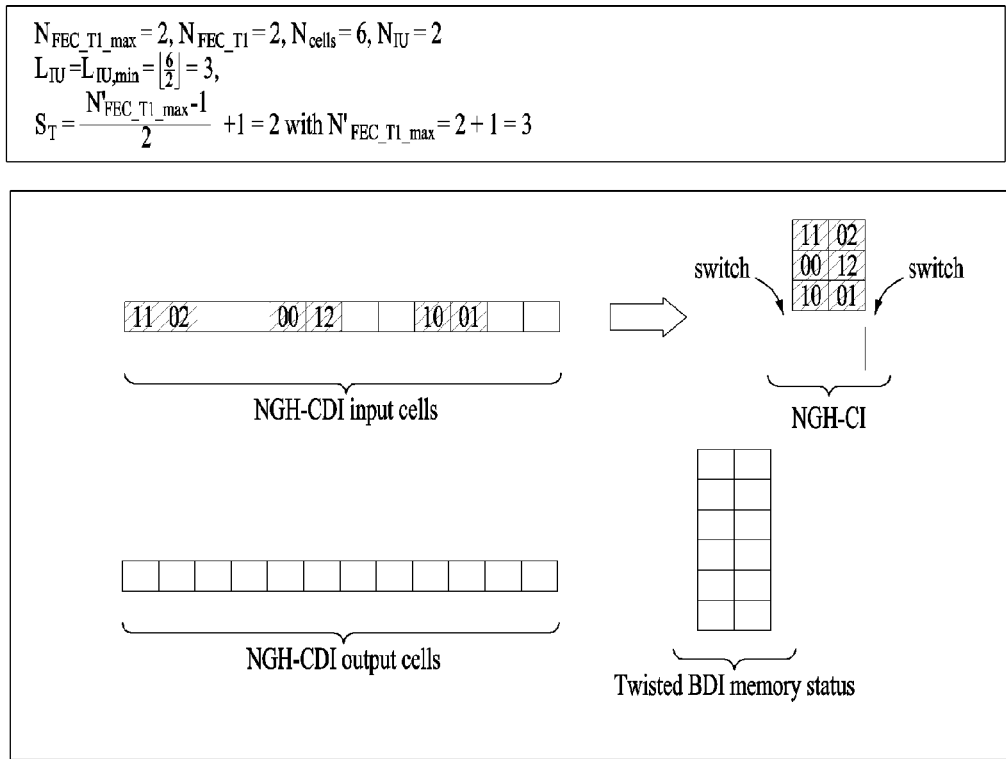 N_FEC_T1_max = 2, N_FEC_T1 = 2, N_cells = 6, N_IU = 2
L_IU = L_IU,min = ⌊6/2⌋ = 3,
S_T = (N'_FEC_T1_max - 1)/2 + 1 = 2 with N'_FEC_T1_max = 2 + 1 = 3
11 02
switch 00 12 switch
10 01
11 02 00 12 10 01
NGH-CDI input cells
NGH-CI
NGH-CDI output cells
Twisted BDI memory status